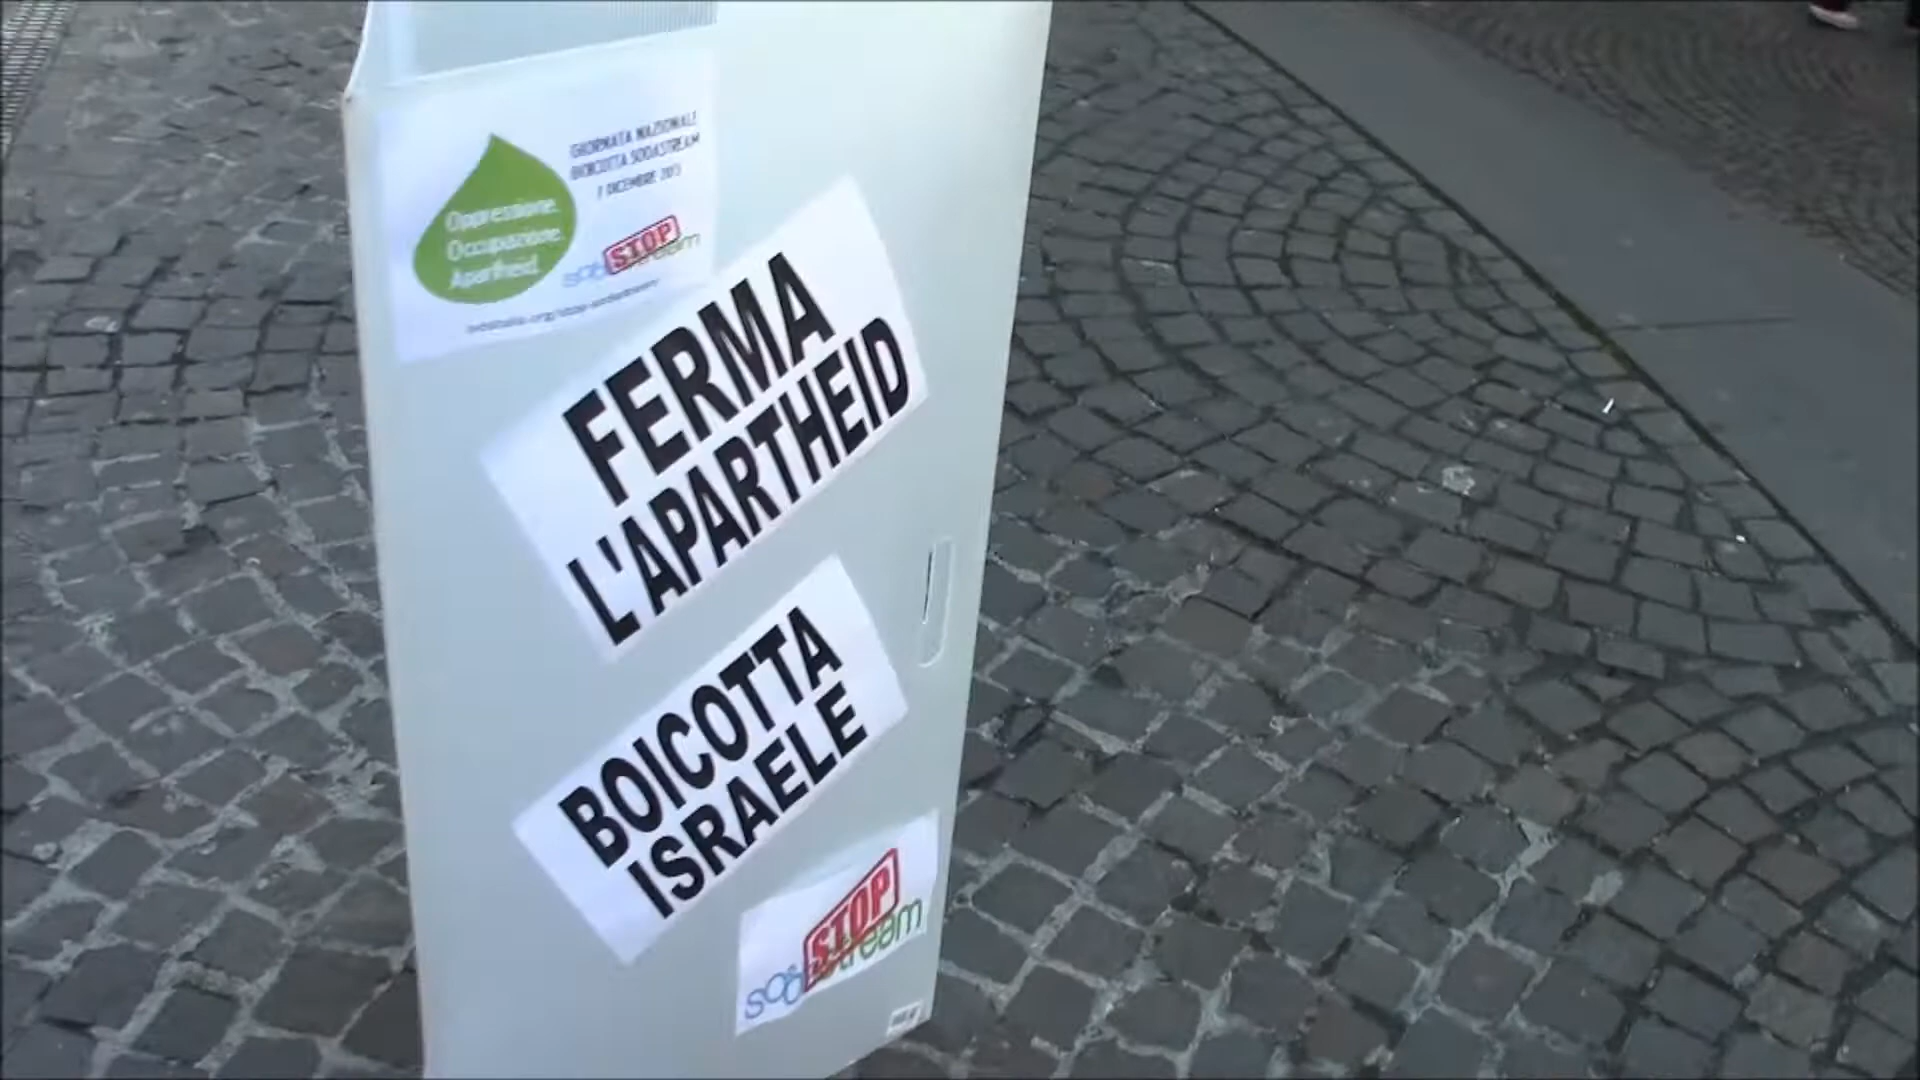 GIORNATA NAZIONALE
BOICOTTA SODASTREAM
7 DICEMBRE 2013
Oppressione.
Occupazione.
Apartheid.
STOP
sodastream
FERMA
L'APARTHEID
BOICOTTA
ISRAELE
STOP
sodastream